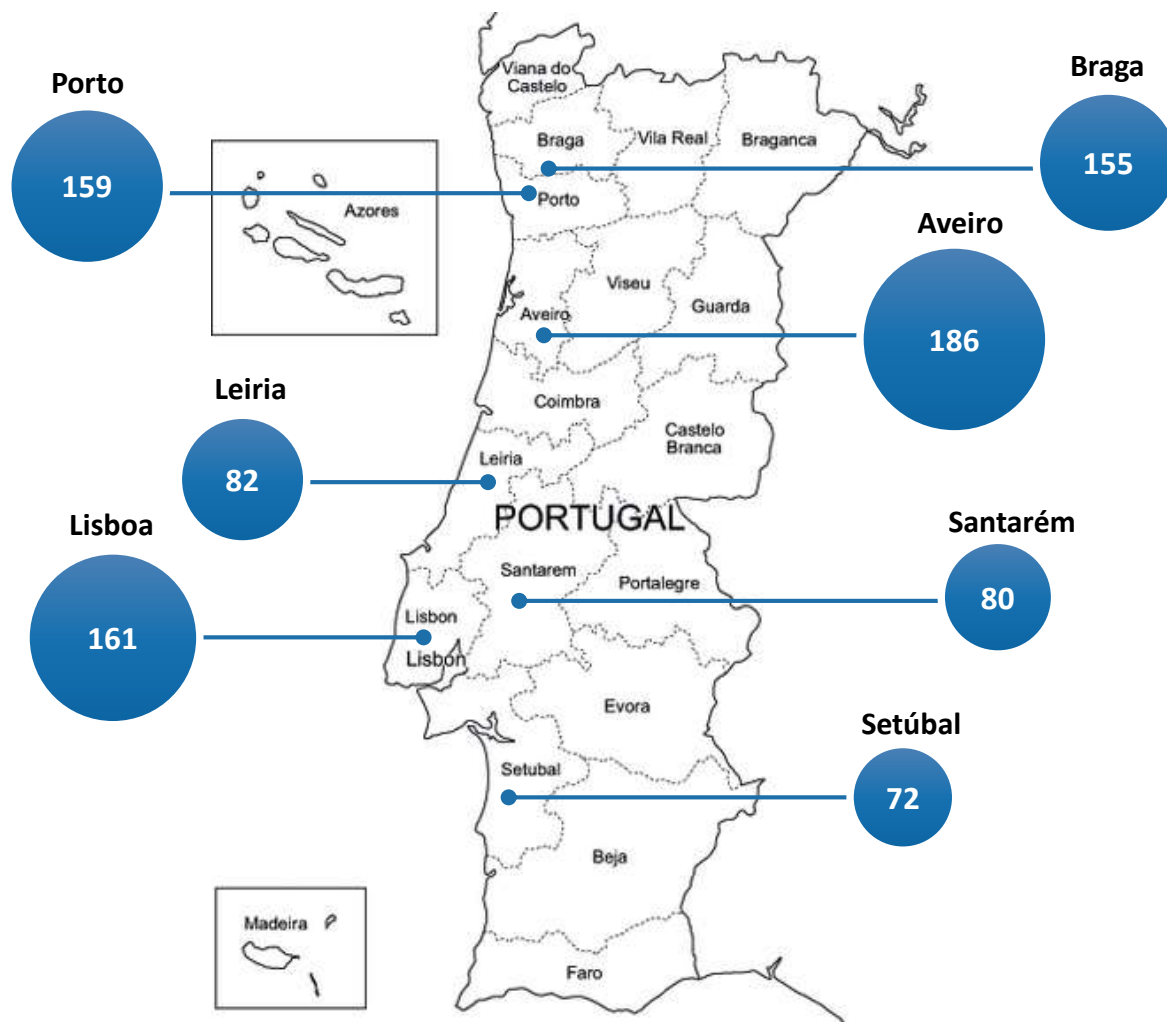 Porto
159
Braga
155
Aveiro
186
Leiria
82
Lisboa
161
Santarém
80
Setúbal
72
Viana do
Castelo
Braga
Vila Real
Braganca
Porto
Azores
Viseu
Guarda
Aveiro
Coimbra
Castelo
Branca
Leiria
PORTUGAL
Santarem
Portalegre
Lisbon
Lisbon
Evora
Setubal
Beja
Madeira
Faro